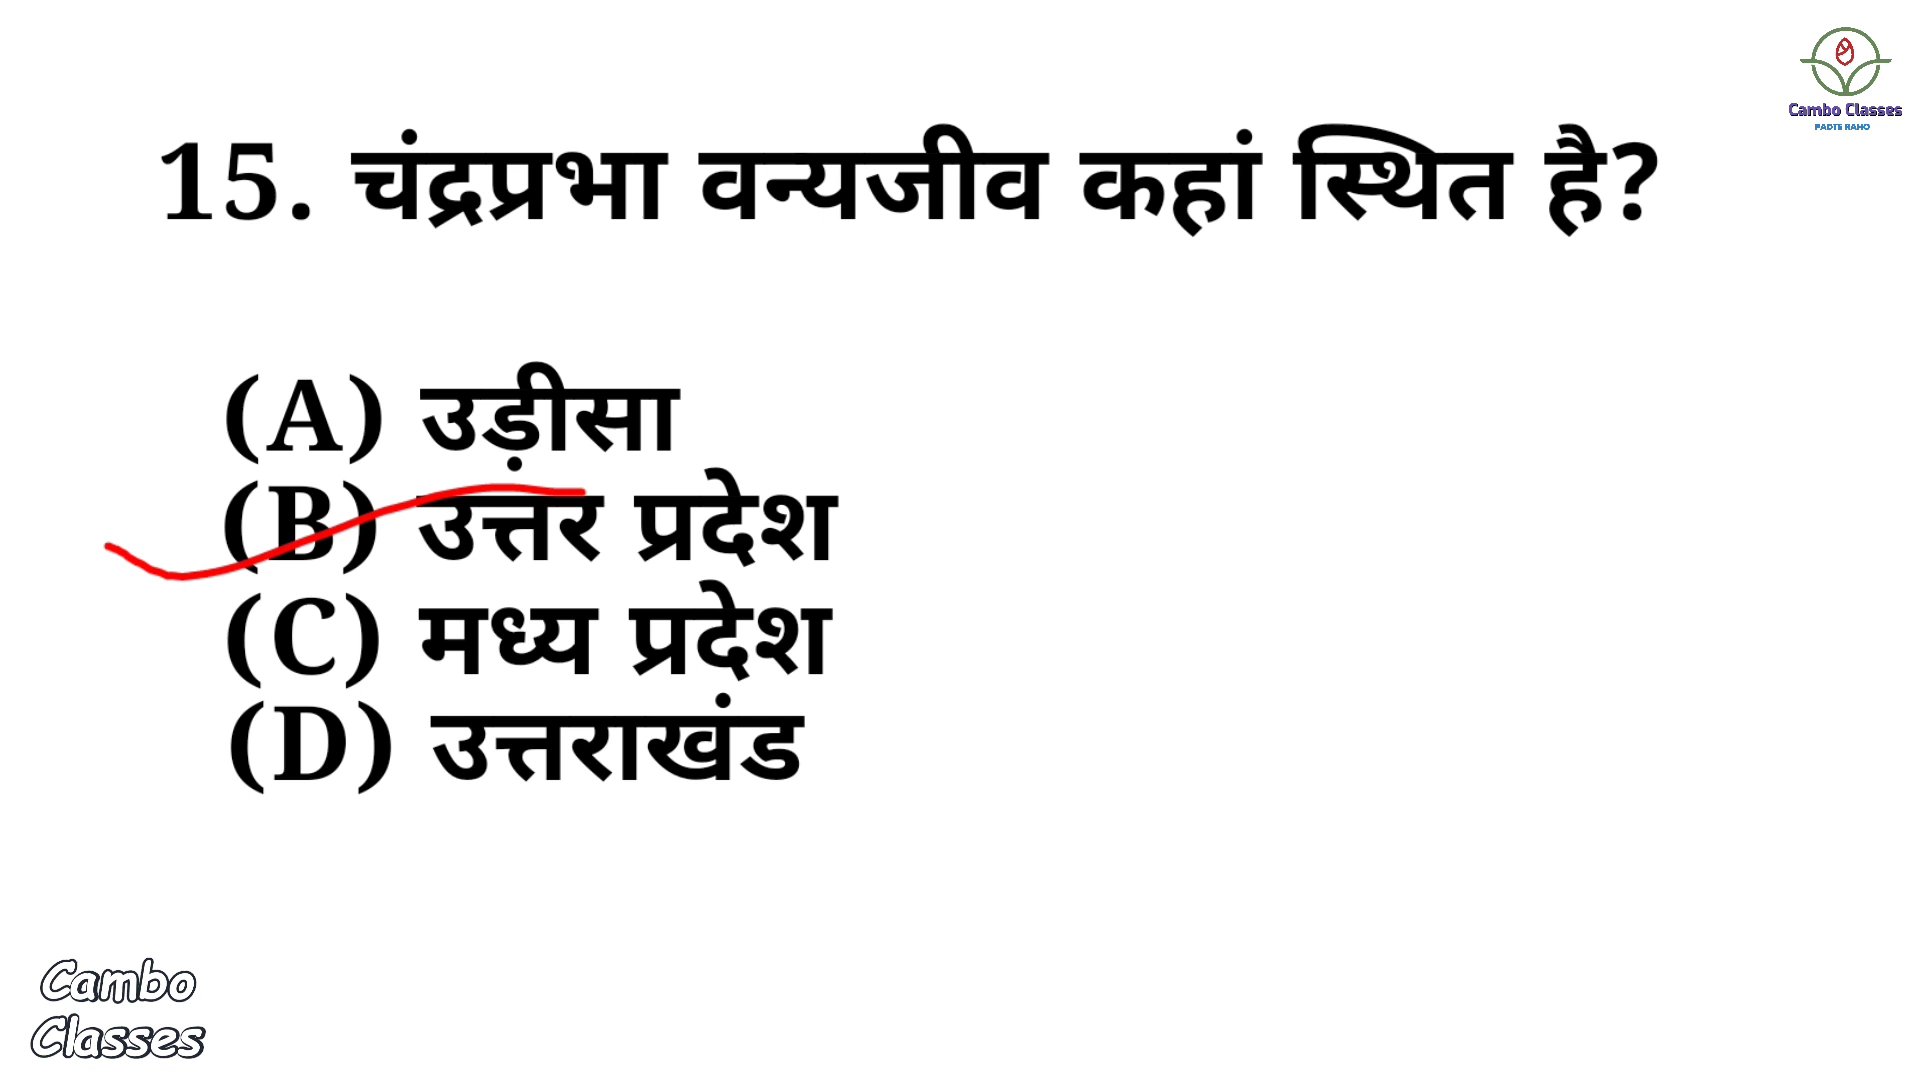 Cambo Classes
PADTE RAHO
15. चंद्रप्रभा वन्यजीव कहां स्थित है?
(A) उड़ीसा
(B) उत्तर प्रदेश
(C) मध्य प्रदेश
(D) उत्तराखंड
Cambo
Classes